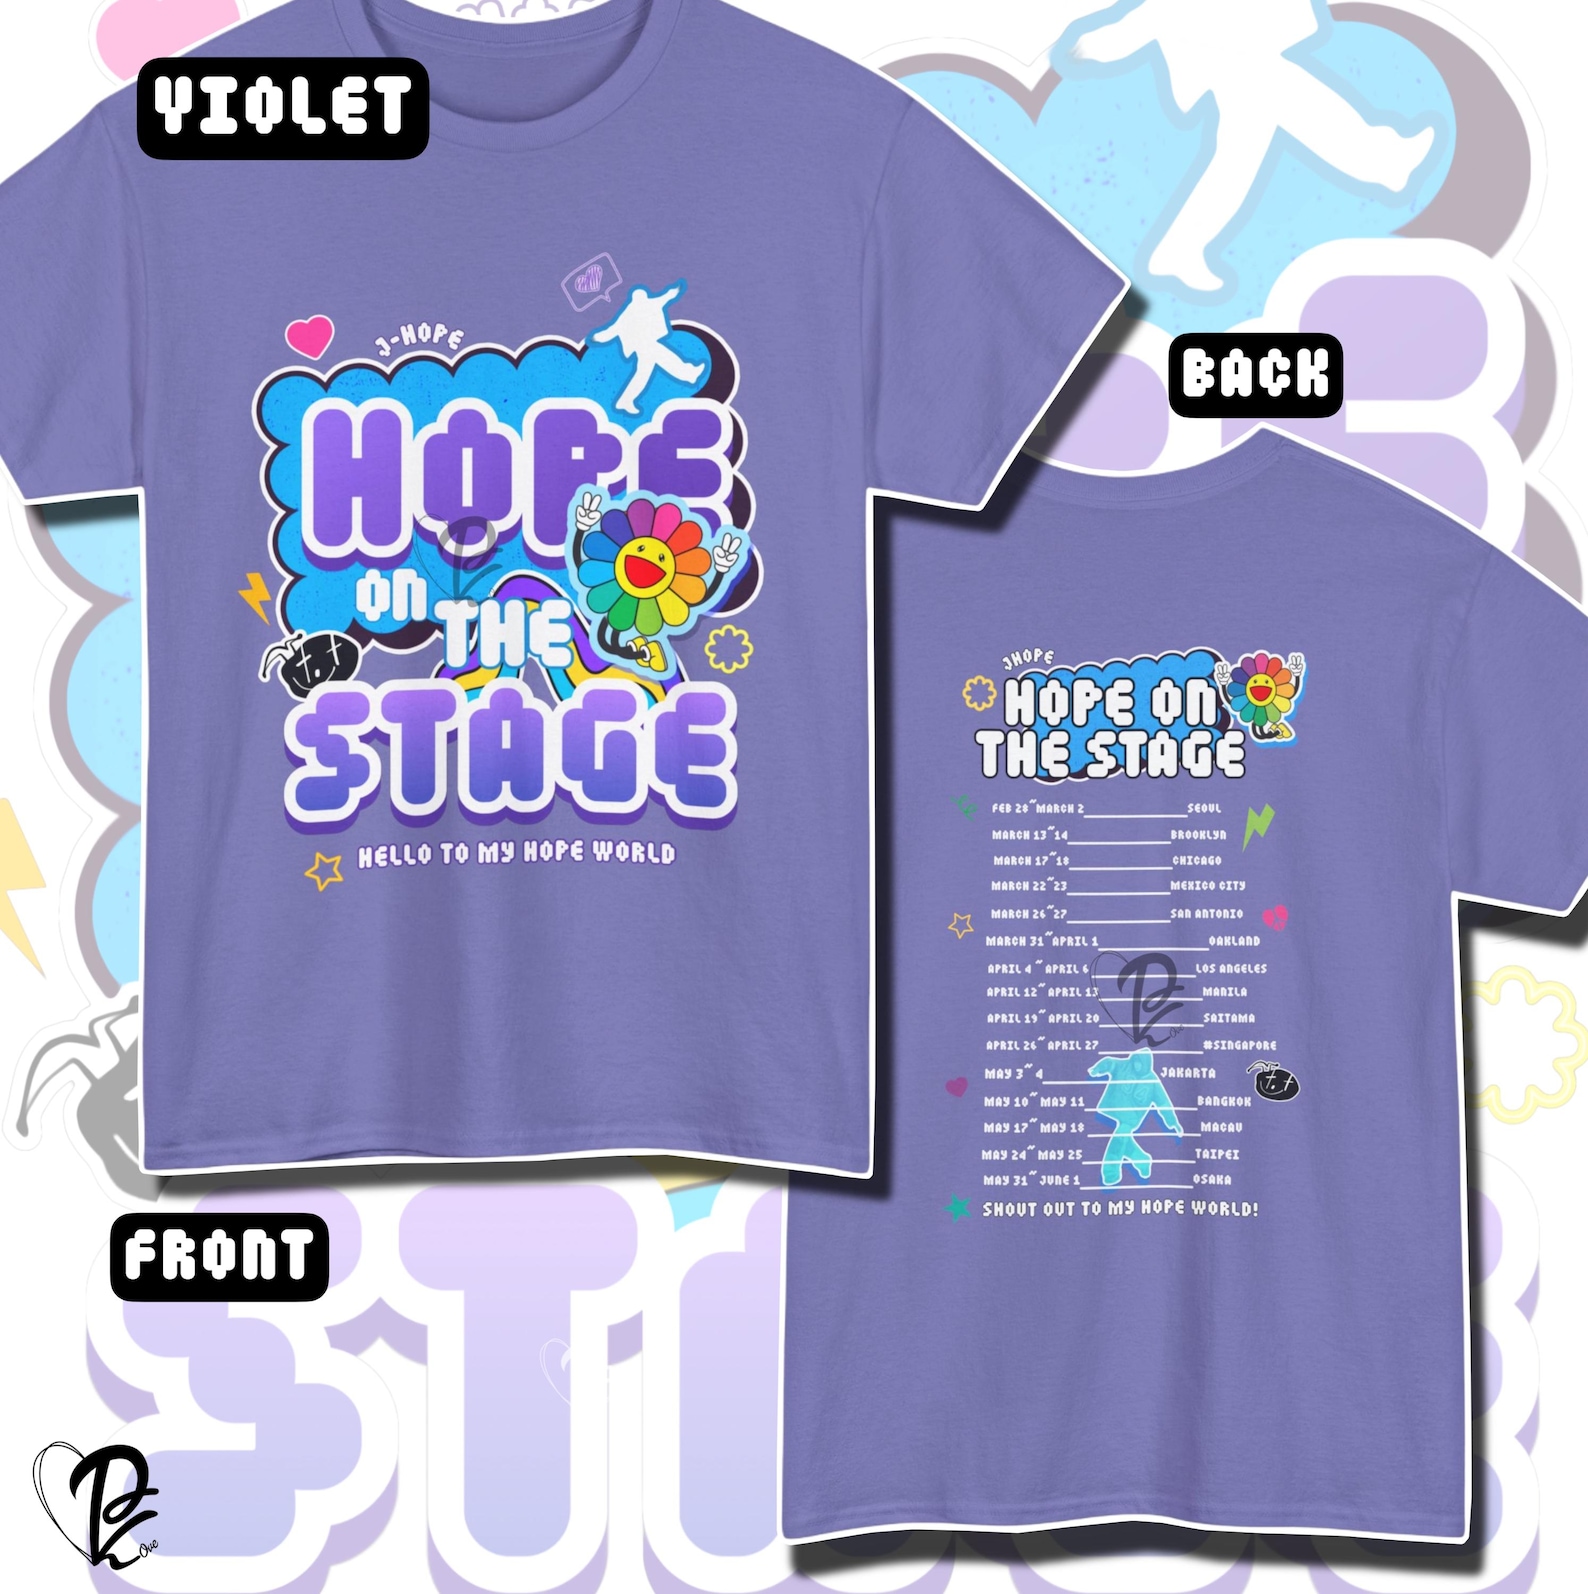 VIOLET
J-HOPE
HOPE
ON THE
STAGE
HELLO TO MY HOPE WORLD
FRONT
BACK
JHOPE
HOPE ON
THE STAGE
FEB 28~MARCH 2 SEOUL
MARCH 13~14 BROOKLYN
MARCH 17~18 CHICAGO
MARCH 22~23 MEXICO CITY
MARCH 26~27 SAN ANTONIO
MARCH 31~APRIL 1 OAKLAND
APRIL 4~APRIL 6 LOS ANGELES
APRIL 12~APRIL 13 MANILA
APRIL 19~APRIL 20 SAITAMA
APRIL 26~APRIL 27 #SINGAPORE
MAY 3~4 JAKARTA
MAY 10~MAY 11 BANGKOK
MAY 17~MAY 18 MACAU
MAY 24~MAY 25 TAIPEI
MAY 31~JUNE 1 OSAKA
SHOUT OUT TO MY HOPE WORLD!